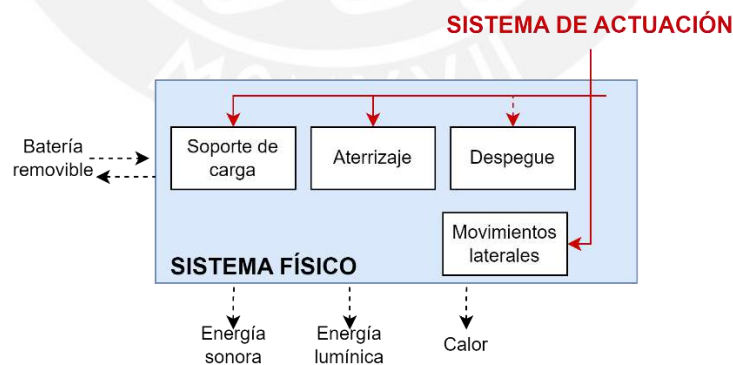 SISTEMA DE ACTUACIÓN
Batería
removible
Soporte de
carga
Aterrizaje
Despegue
Movimientos
laterales
SISTEMA FÍSICO
Energía
sonora
Energía
lumínica
Calor